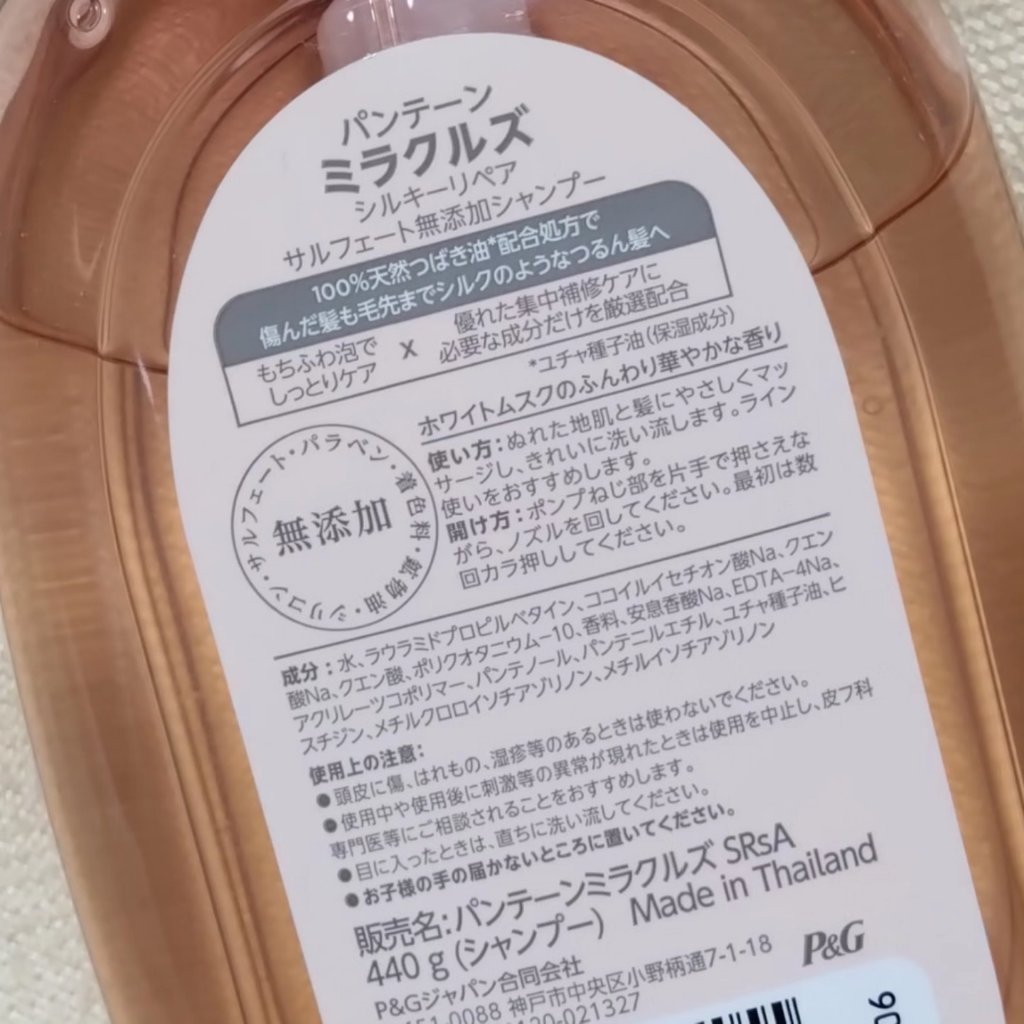 パンテーン
ミラクルズ
シルキーリペア
サルフェート無添加シャンプー
100%天然つばき油*配合処方で
傷んだ髪も毛先までシルクのようなつるん髪へ
もちふわ泡で
しっとりケア
x
優れた集中補修ケアに
必要な成分だけを厳選配合
*ユチャ種子油(保湿成分)
ホワイトムスクのふんわり華やかな香り
サルフェート・パラベン・着色料・鉱物油・シリコン・
無添加
使い方:ぬれた地肌と髪にやさしくマッ
サージし、きれいに洗い流します。ライン
使いをおすすめします。
開け方:ポンプねじ部を片手で押さえな
がら、ノズルを回してください。最初は数
回カラ押ししてください。
成分:水、ラウラミドプロピルベタイン、ココイルイセチオン酸Na、クエン
酸Na、クエン酸、ポリクオタニウム-10、香料、安息香酸Na、EDTA-4Na、
アクリレーツコポリマー、パンテノール、パンテニルエチル、ユチャ種子油、ヒ
スチジン、メチルクロロイソチアゾリノン、メチルイソチアゾリノン
使用上の注意:
●頭皮に傷、はれもの、湿疹等のあるときは使わないでください。
●使用中や使用後に刺激等の異常が現れたときは使用を中止し、皮フ科
専門医等にご相談されることをおすすめします。
●目に入ったときは、直ちに洗い流してください。
●お子様の手の届かないところに置いてください。
販売名:パンテーンミラクルズ SRsA
440 g (シャンプー) Made in Thailand
P&Gジャパン合同会社
651-0088 神戸市中央区小野柄通7-1-18
0120-021327
P&G